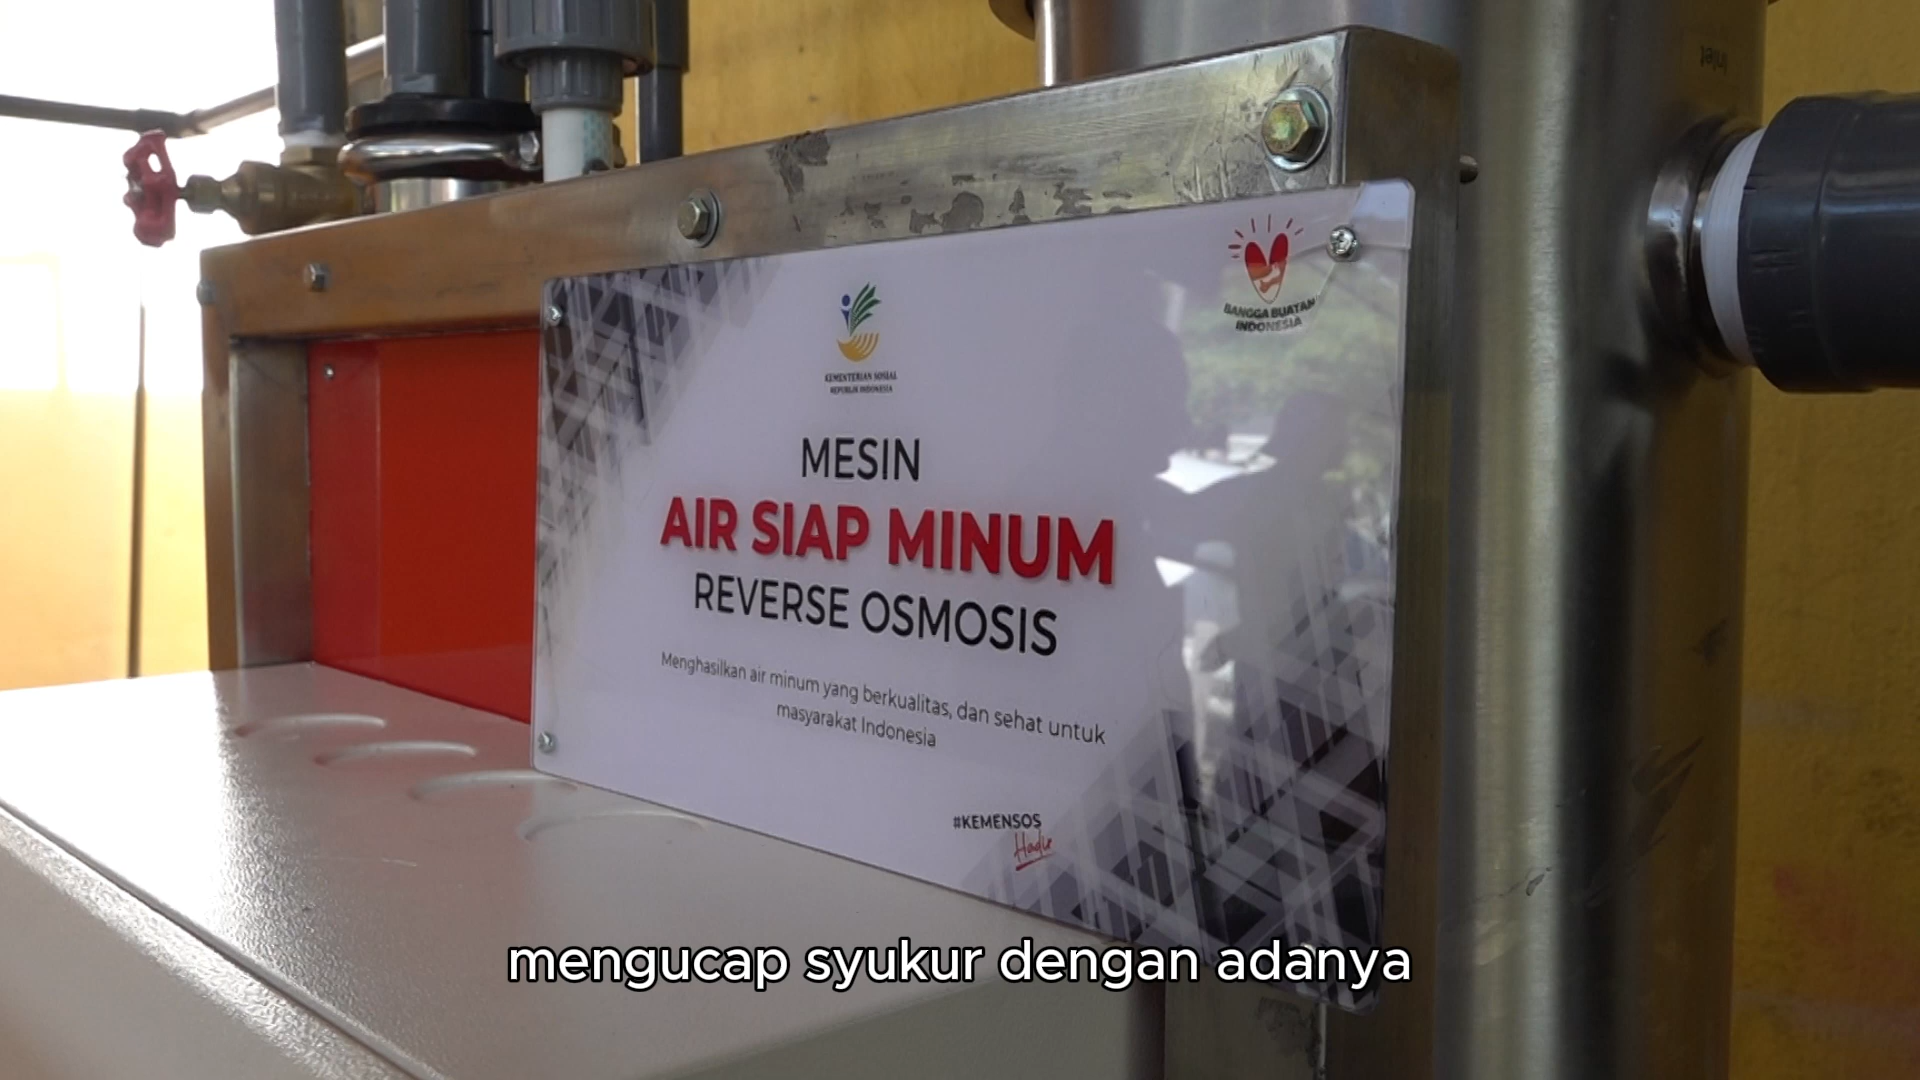 Inlet
BANGGA BUATAN
INDONESIA
KEMENTERIAN SOSIAL
REPUBLIK INDONESIA
MESIN
AIR SIAP MINUM
REVERSE OSMOSIS
Menghasilkan air minum yang berkualitas, dan sehat untuk
masyarakat Indonesia
#KEMENSOS
Hadir
mengucap syukur dengan adanya